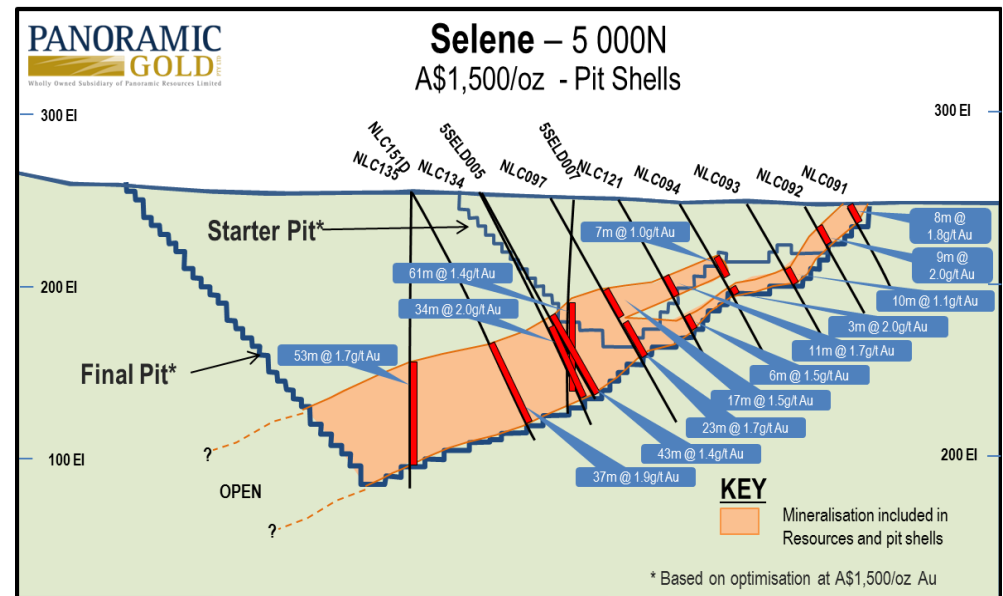 PANORAMIC
GOLD PTY LTD
Wholly Owned Subsidiary of Panoramic Resources Limited
Selene – 5 000N
A$1,500/oz - Pit Shells
300 El
300 El
NLC151D
NLC135
NLC134
5SELD005
NLC097
5SELD007
NLC121
NLC094
NLC093
NLC092
NLC091
Starter Pit*
7m @ 1.0g/t Au
8m @
1.8g/t Au
9m @
2.0g/t Au
61m @ 1.4g/t Au
10m @ 1.1g/t Au
200 El
34m @ 2.0g/t Au
3m @ 2.0g/t Au
11m @ 1.7g/t Au
53m @ 1.7g/t Au
Final Pit*
6m @ 1.5g/t Au
17m @ 1.5g/t Au
23m @ 1.7g/t Au
43m @ 1.4g/t Au
37m @ 1.9g/t Au
?
100 El
200 El
OPEN
?
KEY
Mineralisation included in
Resources and pit shells
* Based on optimisation at A$1,500/oz Au